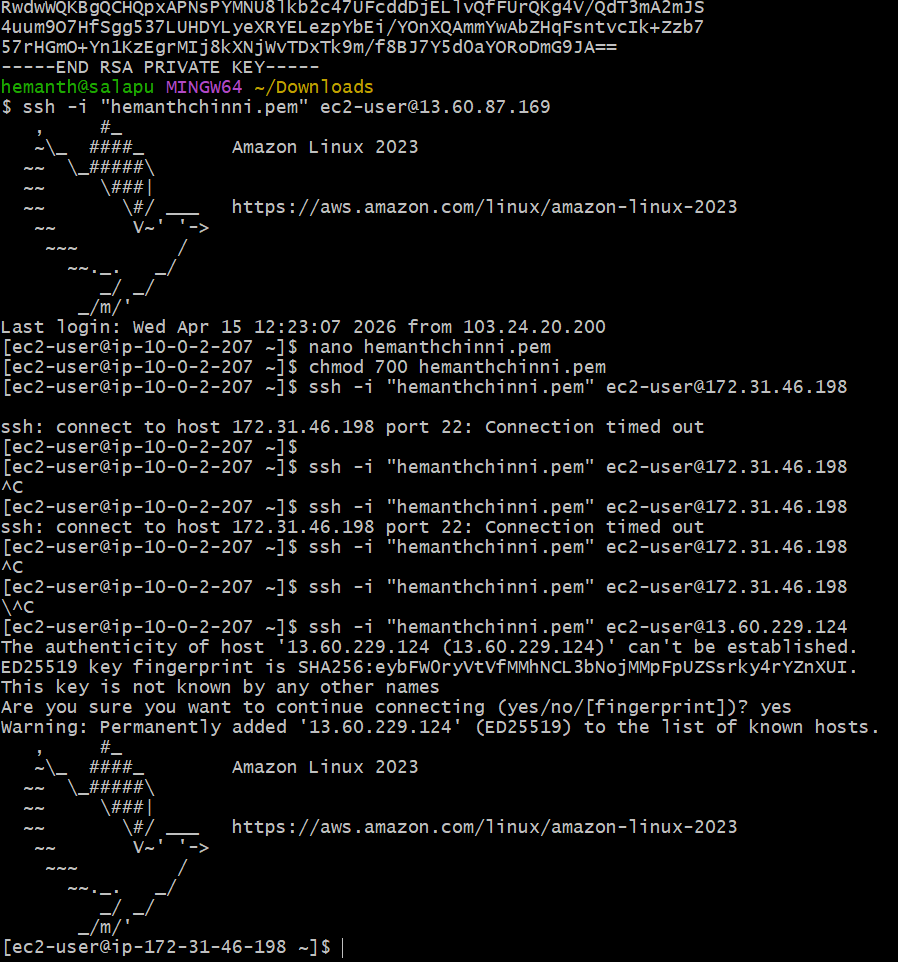 RwdwWQKBgQCHQpxAPNsPYMNU8lkb2c47UFcddDjELlvQfFUrQKg4V/QdT3mA2mJS
4uum9O7HfSgg537LUHDYLyeXRYELezpYbEi/YOnXQAmmYwAbZHqFsntvcIk+Zzb7
57rHGmO+Yn1KzEgrMIj8kXNjWvTDxTk9m/f8BJ7Y5d0aYORoDmG9JA==
-----END RSA PRIVATE KEY-----
hemanth@salapu MINGW64 ~/Downloads
$ ssh -i "hemanthchinni.pem" ec2-user@13.60.87.169
   ,     #_
   ~\_  ####_        Amazon Linux 2023
  ~~  \_#####\
  ~~     \###|
  ~~       \#/ ___   https://aws.amazon.com/linux/amazon-linux-2023
   ~~       V~' '->
    ~~~         /
      ~~._.   _/
         _/ _/
       _/m/'
Last login: Wed Apr 15 12:23:07 2026 from 103.24.20.200
[ec2-user@ip-10-0-2-207 ~]$ nano hemanthchinni.pem
[ec2-user@ip-10-0-2-207 ~]$ chmod 700 hemanthchinni.pem
[ec2-user@ip-10-0-2-207 ~]$ ssh -i "hemanthchinni.pem" ec2-user@172.31.46.198
ssh: connect to host 172.31.46.198 port 22: Connection timed out
[ec2-user@ip-10-0-2-207 ~]$
[ec2-user@ip-10-0-2-207 ~]$ ssh -i "hemanthchinni.pem" ec2-user@172.31.46.198
^C
[ec2-user@ip-10-0-2-207 ~]$ ssh -i "hemanthchinni.pem" ec2-user@172.31.46.198
ssh: connect to host 172.31.46.198 port 22: Connection timed out
[ec2-user@ip-10-0-2-207 ~]$ ssh -i "hemanthchinni.pem" ec2-user@172.31.46.198
^C
[ec2-user@ip-10-0-2-207 ~]$ ssh -i "hemanthchinni.pem" ec2-user@172.31.46.198
\^C
[ec2-user@ip-10-0-2-207 ~]$ ssh -i "hemanthchinni.pem" ec2-user@13.60.229.124
The authenticity of host '13.60.229.124 (13.60.229.124)' can't be established.
ED25519 key fingerprint is SHA256:eybFWOryVtVfMMhNCL3bNojMMpFpUZSsrky4rYZnXUI.
This key is not known by any other names
Are you sure you want to continue connecting (yes/no/[fingerprint])? yes
Warning: Permanently added '13.60.229.124' (ED25519) to the list of known hosts.
   ,     #_
   ~\_  ####_        Amazon Linux 2023
  ~~  \_#####\
  ~~     \###|
  ~~       \#/ ___   https://aws.amazon.com/linux/amazon-linux-2023
   ~~       V~' '->
    ~~~         /
      ~~._.   _/
         _/ _/
       _/m/'
[ec2-user@ip-172-31-46-198 ~]$